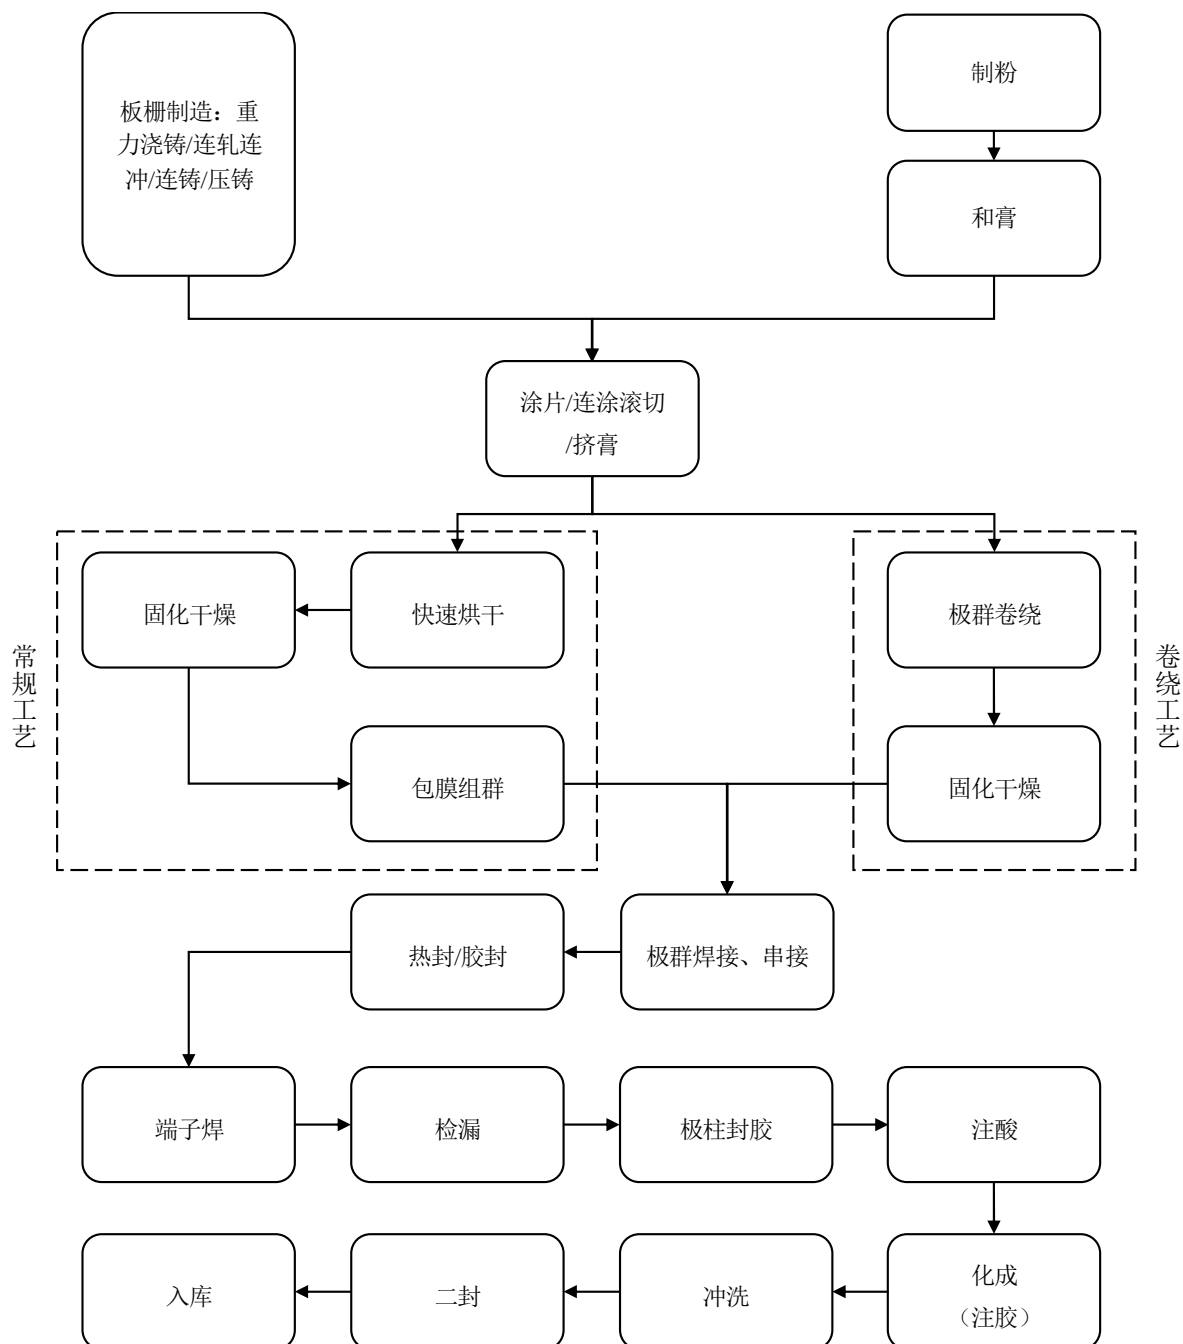 板栅制造：重
力浇铸/连轧连
冲/连铸/压铸
制粉
和膏
涂片/连涂滚切
/挤膏
常规工艺
固化干燥
快速烘干
极群卷绕
卷绕工艺
包膜组群
固化干燥
热封/胶封
极群焊接、串接
端子焊
检漏
极柱封胶
注酸
入库
二封
冲洗
化成
（注胶）